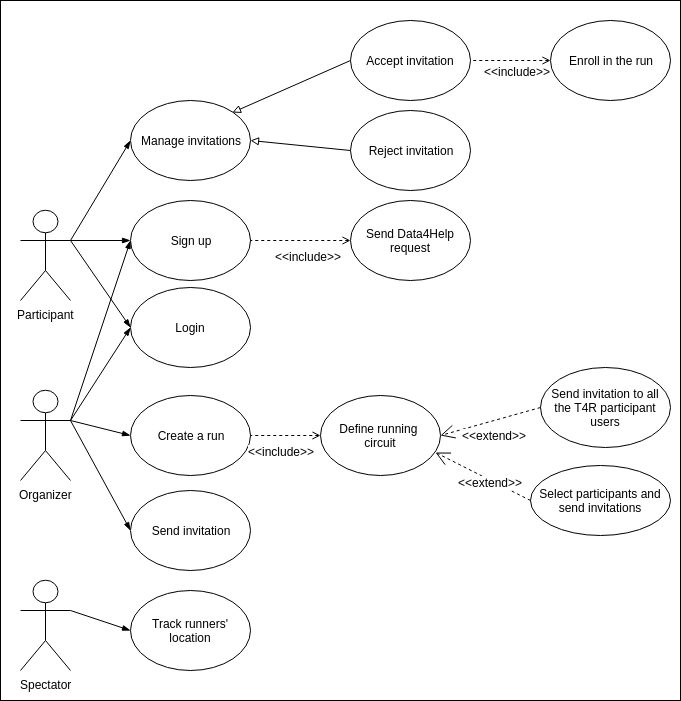 Accept invitation
<<include>>
Enroll in the run
Manage invitations
Reject invitation
Participant
Sign up
<<include>>
Send Data4Help
request
Login
Organizer
Create a run
<<include>>
Define running
circuit
<<extend>>
Send invitation to all
the T4R participant
users
<<extend>>
Select participants and
send invitations
Send invitation
Spectator
Track runners'
location